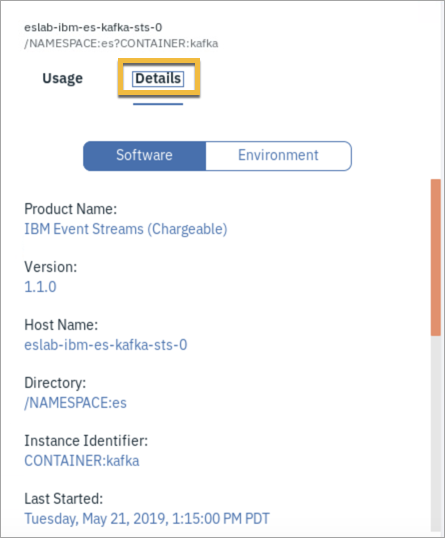 eslab-ibm-es-kafka-sts-0
/NAMESPACE:es?CONTAINER:kafka
Usage Details
Software Environment
Product Name:
IBM Event Streams (Chargeable)
Version:
1.1.0
Host Name:
eslab-ibm-es-kafka-sts-0
Directory:
/NAMESPACE:es
Instance Identifier:
CONTAINER:kafka
Last Started:
Tuesday, May 21, 2019, 1:15:00 PM PDT